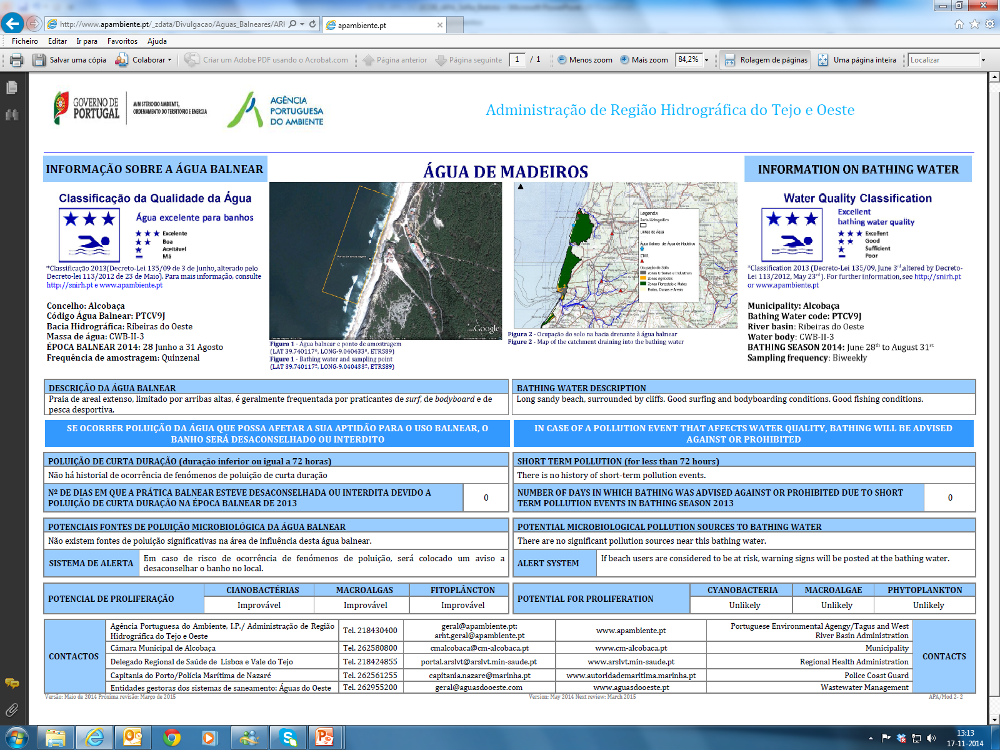 http://www.apambiente.pt/_zdata/Divulgacao/Aguas_Balneares/ARH
apambiente.pt
Ficheiro Editar Ir para Favoritos Ajuda
Salvar uma cópia Colaborar Criar um Adobe PDF usando o Acrobat.com Página anterior Página seguinte 1 / 1 Menos zoom Mais zoom 84,2% Rolagem de páginas Uma página inteira Localizar
GOVERNO DE
PORTUGAL
MINISTÉRIO DO AMBIENTE,
ORDENAMENTO DO TERRITÓRIO E ENERGIA
AGÊNCIA
PORTUGUESA
DO AMBIENTE
Administração de Região Hidrográfica do Tejo e Oeste
INFORMAÇÃO SOBRE A ÁGUA BALNEAR
ÁGUA DE MADEIROS
INFORMATION ON BATHING WATER
Classificação da Qualidade da Água
Água excelente para banhos
Excelente
Boa
Aceitável
Má
*Classificação 2013(Decreto-Lei 135/09 de 3 de Junho, alterado pelo
Decreto-lei 113/2012 de 23 de Maio). Para mais informação, consulte
http://snirh.pt e www.apambiente.pt
Concelho: Alcobaça
Código Água Balnear: PTCV9J
Bacia Hidrográfica: Ribeiras do Oeste
Massa de água: CWB-II-3
ÉPOCA BALNEAR 2014: 28 Junho a 31 Agosto
Frequência de amostragem: Quinzenal
Ponto de amostragem
Google
Figura 1 - Água balnear e ponto de amostragem
(LAT 39.740117º, LONG-9.040433º, ETRS89)
Figure 1 - Bathing water and sampling point
(LAT 39.740117º, LONG-9.040433º, ETRS89)
Legenda
Bacia Hidrográfica
Linhas de Água
Água Balnear de Água de Madeiros
ETAR
Ocupação do Solo
Zonas Urbanas e Industriais
Zonas Agrícolas
Zonas Florestais e Matos
Praias, Dunas e Areais
Figura 2 - Ocupação do solo na bacia drenante à água balnear
Figure 2 - Map of the catchment draining into the bathing water
Water Quality Classification
Excellent
bathing water quality
Excellent
Good
Sufficient
Poor
*Classification 2013 (Decreto-Lei 135/09, June 3rd,altered by Decreto-
Lei 113/2012, May 23rd). For further information, see http://snirh.pt
or www.apambiente.pt
Municipality: Alcobaça
Bathing Water code: PTCV9J
River basin: Ribeiras do Oeste
Water body: CWB-II-3
BATHING SEASON 2014: June 28th to August 31st
Sampling frequency: Biweekly
DESCRIÇÃO DA ÁGUA BALNEAR
Praia de areal extenso, limitado por arribas altas, é geralmente frequentada por praticantes de surf, de bodyboard e de
pesca desportiva.
BATHING WATER DESCRIPTION
Long sandy beach, surrounded by cliffs. Good surfing and bodyboarding conditions. Good fishing conditions.
SE OCORRER POLUIÇÃO DA ÁGUA QUE POSSA AFETAR A SUA APTIDÃO PARA O USO BALNEAR, O
BANHO SERÁ DESACONSELHADO OU INTERDITO
IN CASE OF A POLLUTION EVENT THAT AFFECTS WATER QUALITY, BATHING WILL BE ADVISED
AGAINST OR PROHIBITED
POLUIÇÃO DE CURTA DURAÇÃO (duração inferior ou igual a 72 horas)
Não há historial de ocorrência de fenómenos de poluição de curta duração
Nº DE DIAS EM QUE A PRÁTICA BALNEAR ESTEVE DESACONSELHADA OU INTERDITA DEVIDO A
POLUIÇÃO DE CURTA DURAÇÃO NA ÉPOCA BALNEAR DE 2013
0
SHORT TERM POLLUTION (for less than 72 hours)
There is no history of short-term pollution events.
NUMBER OF DAYS IN WHICH BATHING WAS ADVISED AGAINST OR PROHIBITED DUE TO SHORT
TERM POLLUTION EVENTS IN BATHING SEASON 2013
0
POTENCIAIS FONTES DE POLUIÇÃO MICROBIOLÓGICA DA ÁGUA BALNEAR
Não existem fontes de poluição significativas na área de influência desta água balnear.
SISTEMA DE ALERTA
Em caso de risco de ocorrência de fenómenos de poluição, será colocado um aviso a
desaconselhar o banho no local.
POTENTIAL MICROBIOLOGICAL POLLUTION SOURCES TO BATHING WATER
There are no significant pollution sources near this bathing water.
ALERT SYSTEM
If beach users are considered to be at risk, warning signs will be posted at the bathing water.
POTENCIAL DE PROLIFERAÇÃO
CIANOBACTÉRIAS MACROALGAS FITOPLÂNCTON
Improvável Improvável Improvável
POTENTIAL FOR PROLIFERATION
CYANOBACTERIA MACROALGAE PHYTOPLANKTON
Unlikely Unlikely Unlikely
CONTACTOS
Agência Portuguesa do Ambiente, I.P./ Administração de Região
Hidrográfica do Tejo e Oeste
Tel. 218430400
geral@apambiente.pt;
arht.geral@apambiente.pt
www.apambiente.pt
Portuguese Environmental Agengy/Tagus and West
River Basin Administration
Câmara Municipal de Alcobaça Tel. 262580800 cmalcobaca@cm-alcobaca.pt www.cm-alcobaca.pt Municipality
Delegado Regional de Saúde de Lisboa e Vale do Tejo Tel. 218424855 portal.arslvt@arslvt.min-saude.pt www.arslvt.min-saude.pt Regional Health Administration
Capitania do Porto/Polícia Marítima de Nazaré Tel. 262561255 capitania.nazare@marinha.pt www.autoridademaritima.marinha.pt Police Coast Guard
Entidades gestoras dos sistemas de saneamento: Águas do Oeste Tel. 262955200 geral@aguasdooeste.com www.aguasdooeste.pt Wastewater Management
CONTACTS
Versão: Maio de 2014 Próxima revisão: Março de 2015
Version: May 2014 Next review: March 2015
APA/Mod 2- 2
13:13
17-11-2014